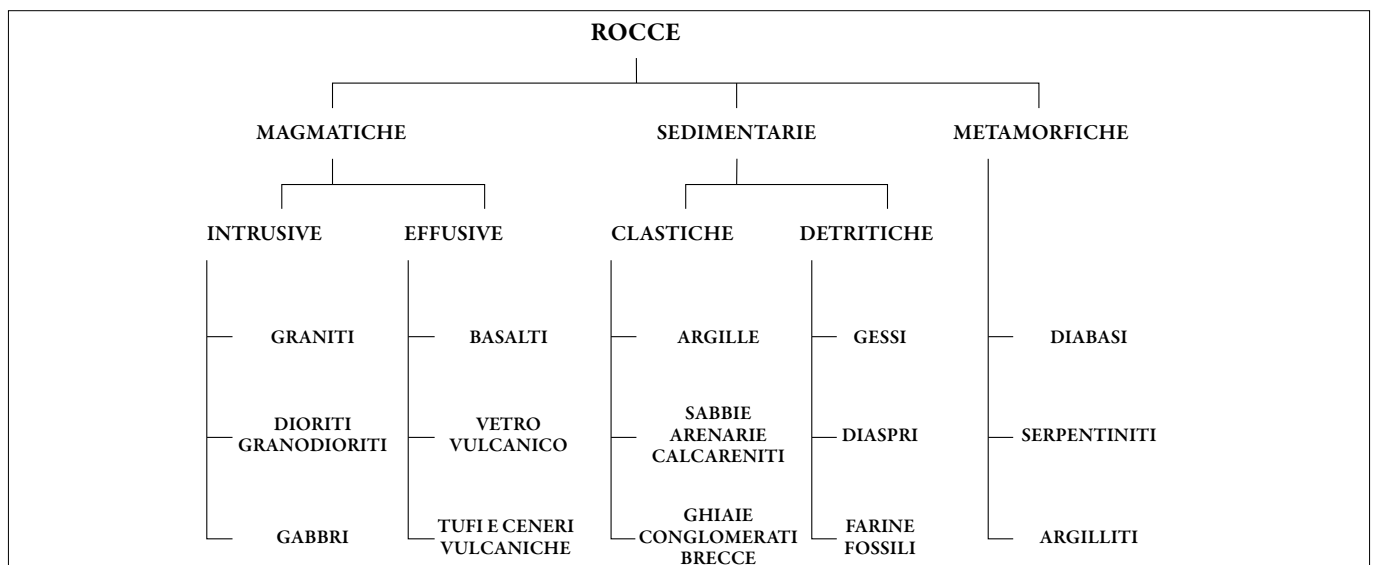 ROCCE
MAGMATICHE
SEDIMENTARIE
METAMORFICHE
INTRUSIVE
EFFUSIVE
CLASTICHE
DETRITICHE
GRANITI
BASALTI
ARGILLE
GESSI
DIABASI
DIORITI
GRANODIORITI
VETRO
VULCANICO
SABBIE
ARENARIE
CALCARENITI
DIASPRI
SERPENTINITI
GABBRI
TUFI E CENERI
VULCANICHE
GHIAIE
CONGLOMERATI
BRECCE
FARINE
FOSSILI
ARGILLITI